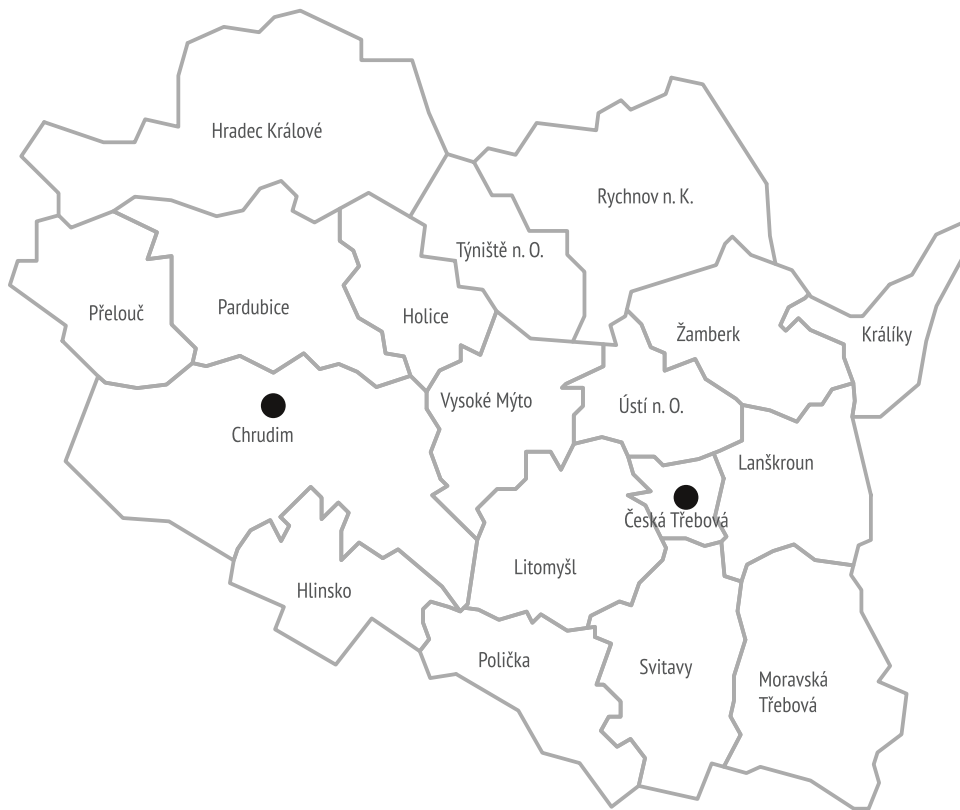 Hradec Králové
Rychnov n. K.
Týniště n. O.
Přelouč
Pardubice
Holice
Žamberk
Králíky
Vysoké Mýto
Ústí n. O.
Chrudim
Lanškroun
Česká Třebová
Litomyšl
Hlinsko
Polička
Svitavy
Moravská
Třebová